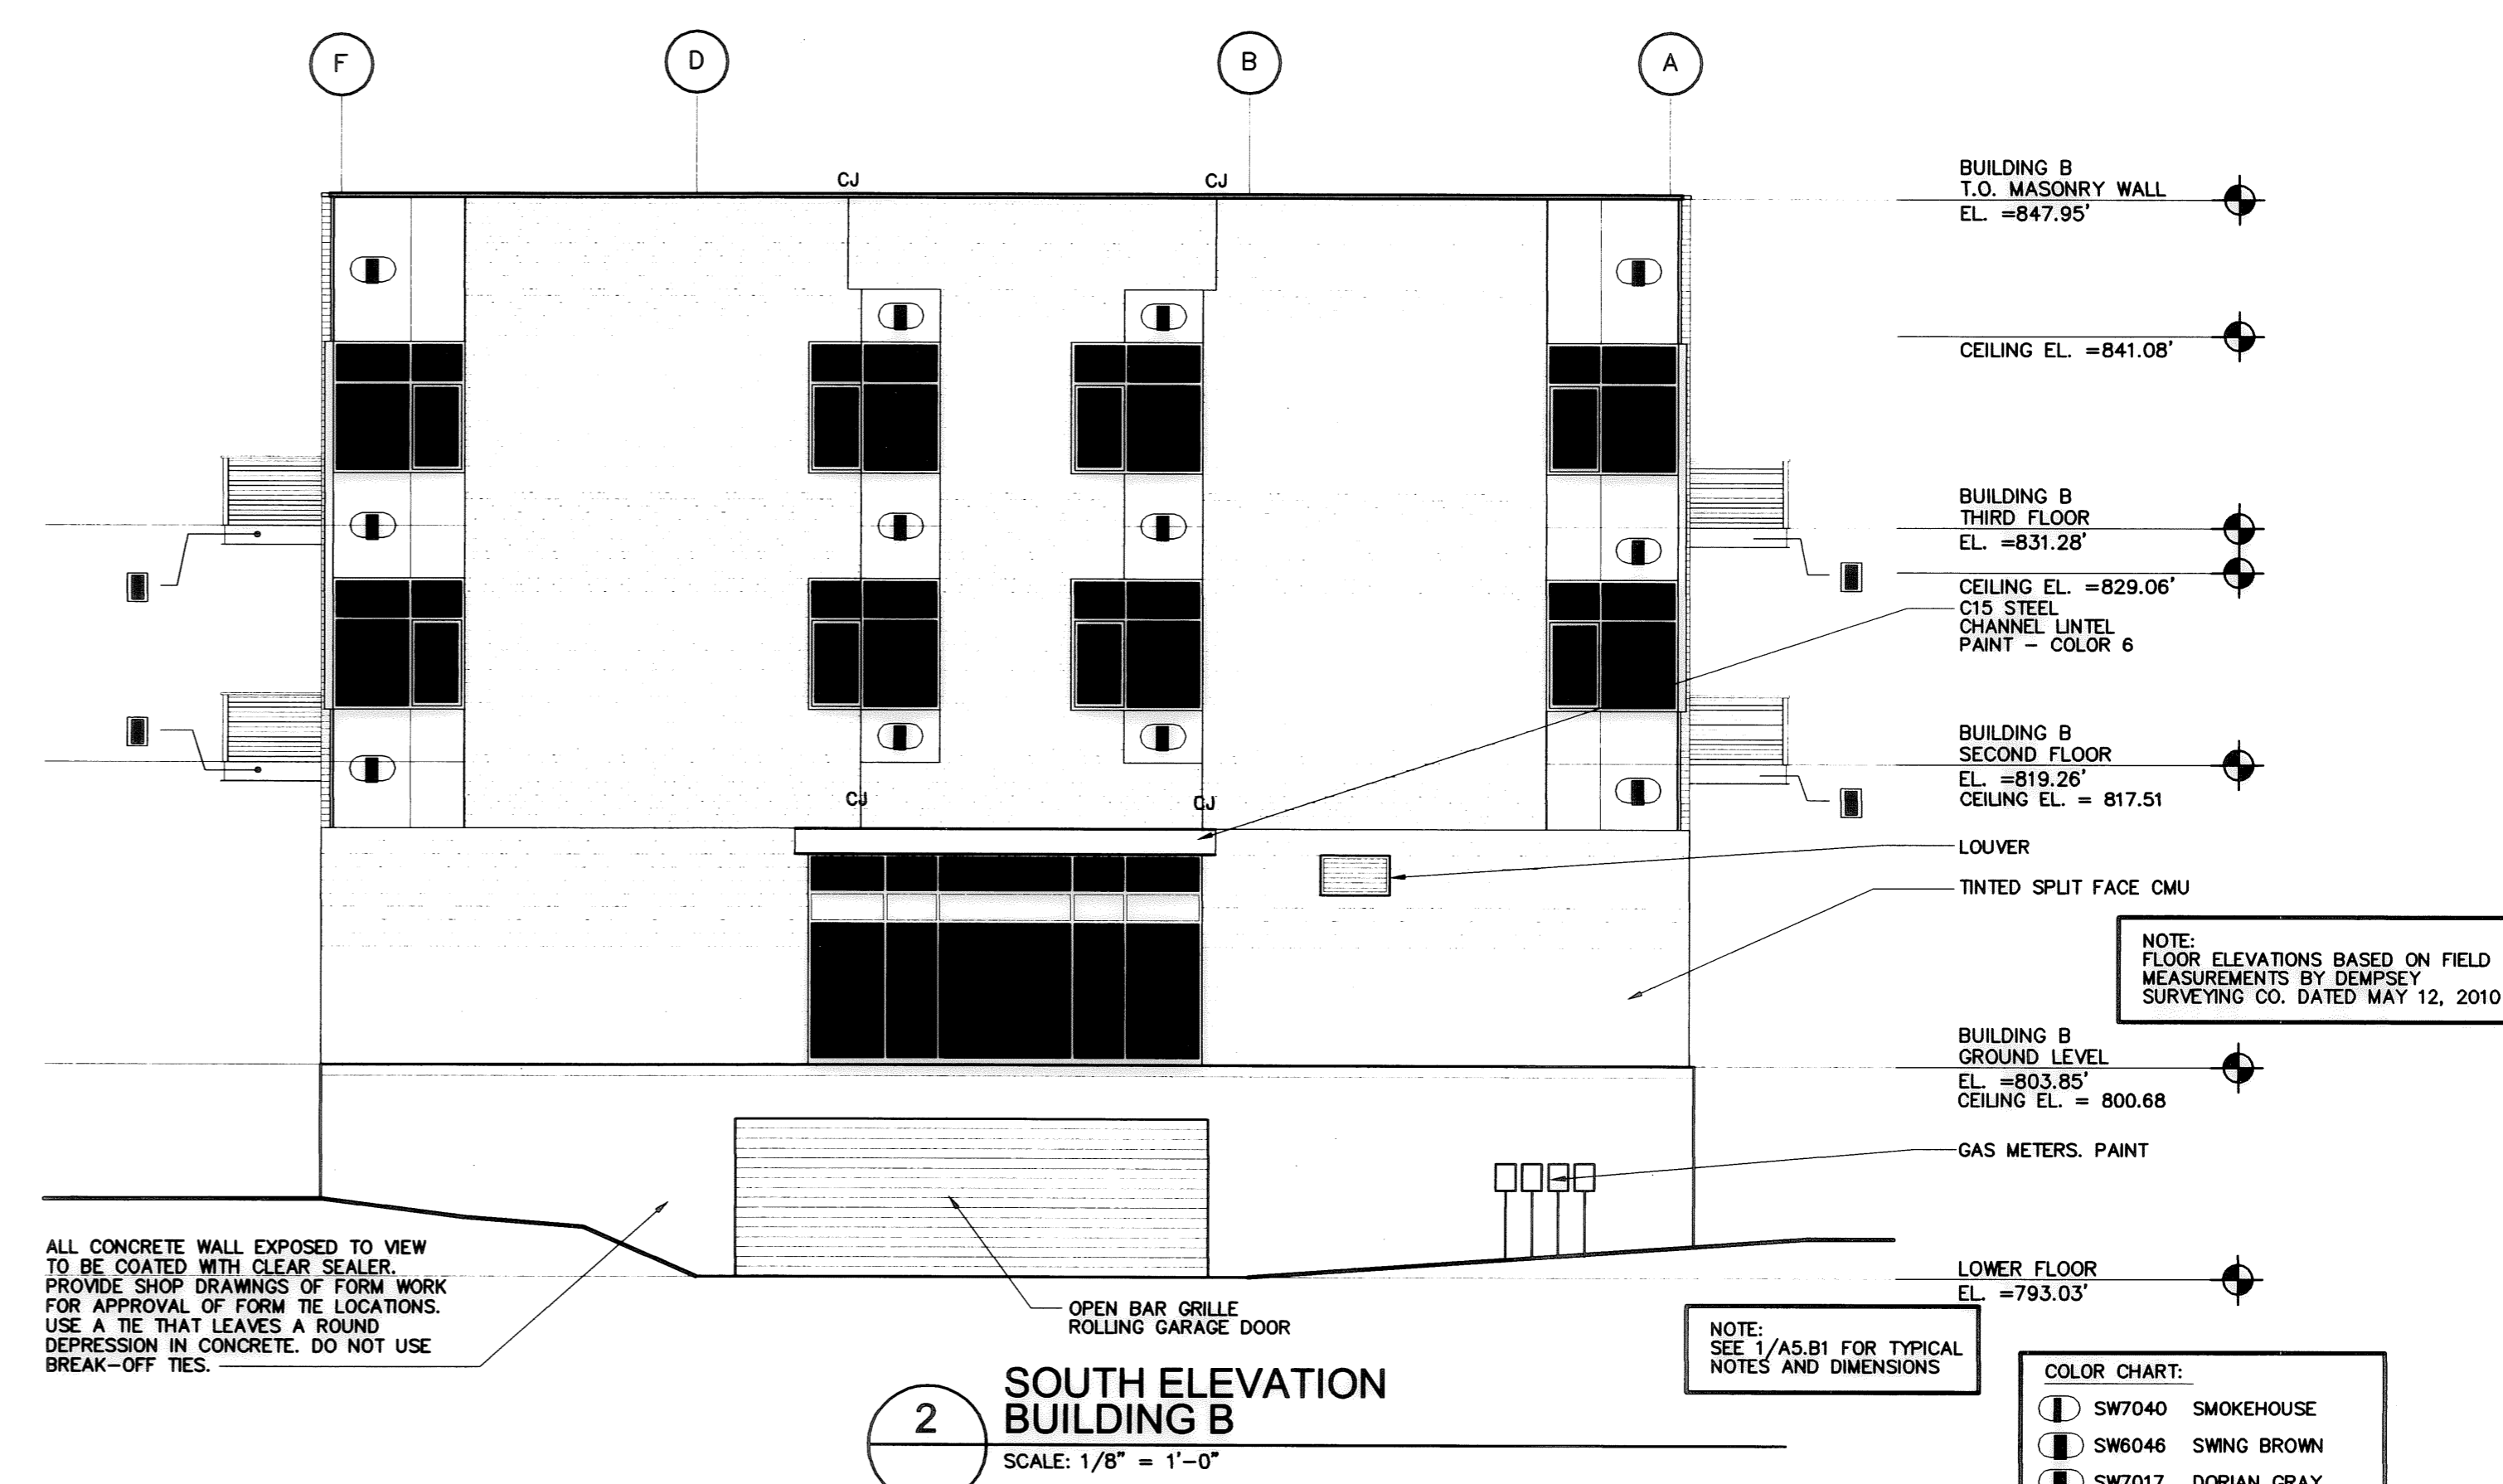 F
D
B
A
CJ
CJ
BUILDING B
T.O. MASONRY WALL
EL. =847.95'
CEILING EL. =841.08'
BUILDING B
THIRD FLOOR
EL. =831.28'
CEILING EL. =829.06'
C15 STEEL
CHANNEL LINTEL
PAINT – COLOR 6
BUILDING B
SECOND FLOOR
EL. =819.26'
CEILING EL. = 817.51
CJ
CJ
LOUVER
TINTED SPLIT FACE CMU
NOTE:
FLOOR ELEVATIONS BASED ON FIELD
MEASUREMENTS BY DEMPSEY
SURVEYING CO. DATED MAY 12, 2010
BUILDING B
GROUND LEVEL
EL. =803.85'
CEILING EL. = 800.68
GAS METERS. PAINT
ALL CONCRETE WALL EXPOSED TO VIEW
TO BE COATED WITH CLEAR SEALER.
PROVIDE SHOP DRAWINGS OF FORM WORK
FOR APPROVAL OF FORM TIE LOCATIONS.
USE A TIE THAT LEAVES A ROUND
DEPRESSION IN CONCRETE. DO NOT USE
BREAK–OFF TIES.
LOWER FLOOR
EL. =793.03'
OPEN BAR GRILLE
ROLLING GARAGE DOOR
NOTE:
SEE 1/A5.B1 FOR TYPICAL
NOTES AND DIMENSIONS
2
SOUTH ELEVATION
BUILDING B
SCALE: 1/8" = 1'–0"
COLOR CHART:
SW7040 SMOKEHOUSE
SW6046 SWING BROWN
SW7017 DORIAN GRAY